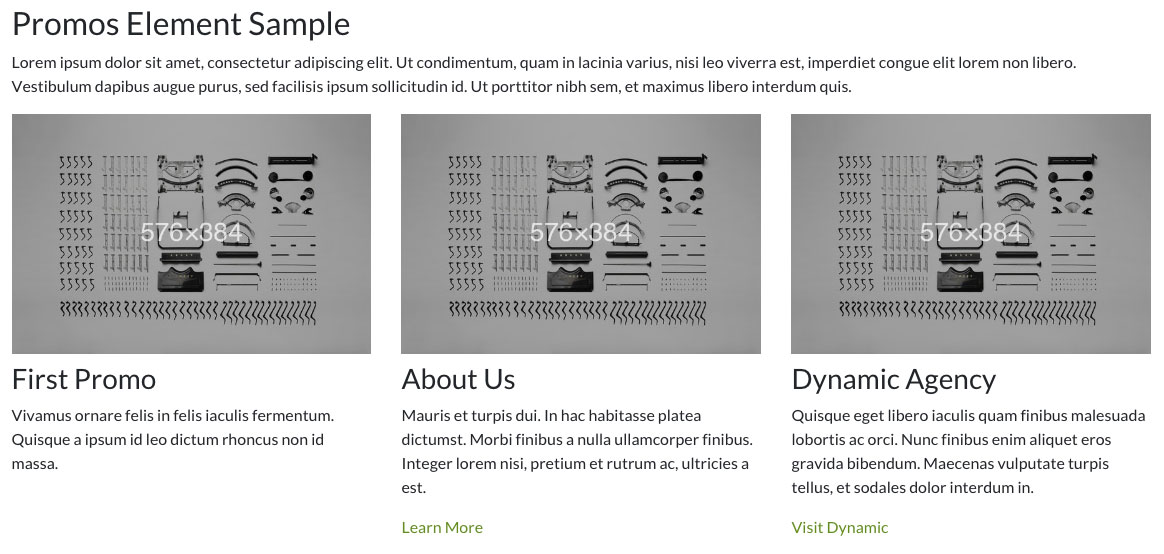 Promos Element Sample
Lorem ipsum dolor sit amet, consectetur adipiscing elit. Ut condimentum, quam in lacinia varius, nisi leo viverra est, imperdiet congue elit lorem non libero.
Vestibulum dapibus augue purus, sed facilisis ipsum sollicitudin id. Ut porttitor nibh sem, et maximus libero interdum quis.
576×384
576×384
576×384
First Promo
Vivamus ornare felis in felis iaculis fermentum.
Quisque a ipsum id leo dictum rhoncus non id
massa.
About Us
Mauris et turpis dui. In hac habitasse platea
dictumst. Morbi finibus a nulla ullamcorper finibus.
Integer lorem nisi, pretium et rutrum ac, ultricies a
est.
Learn More
Dynamic Agency
Quisque eget libero iaculis quam finibus malesuada
lobortis ac orci. Nunc finibus enim aliquet eros
gravida bibendum. Maecenas vulputate turpis
tellus, et sodales dolor interdum in.
Visit Dynamic